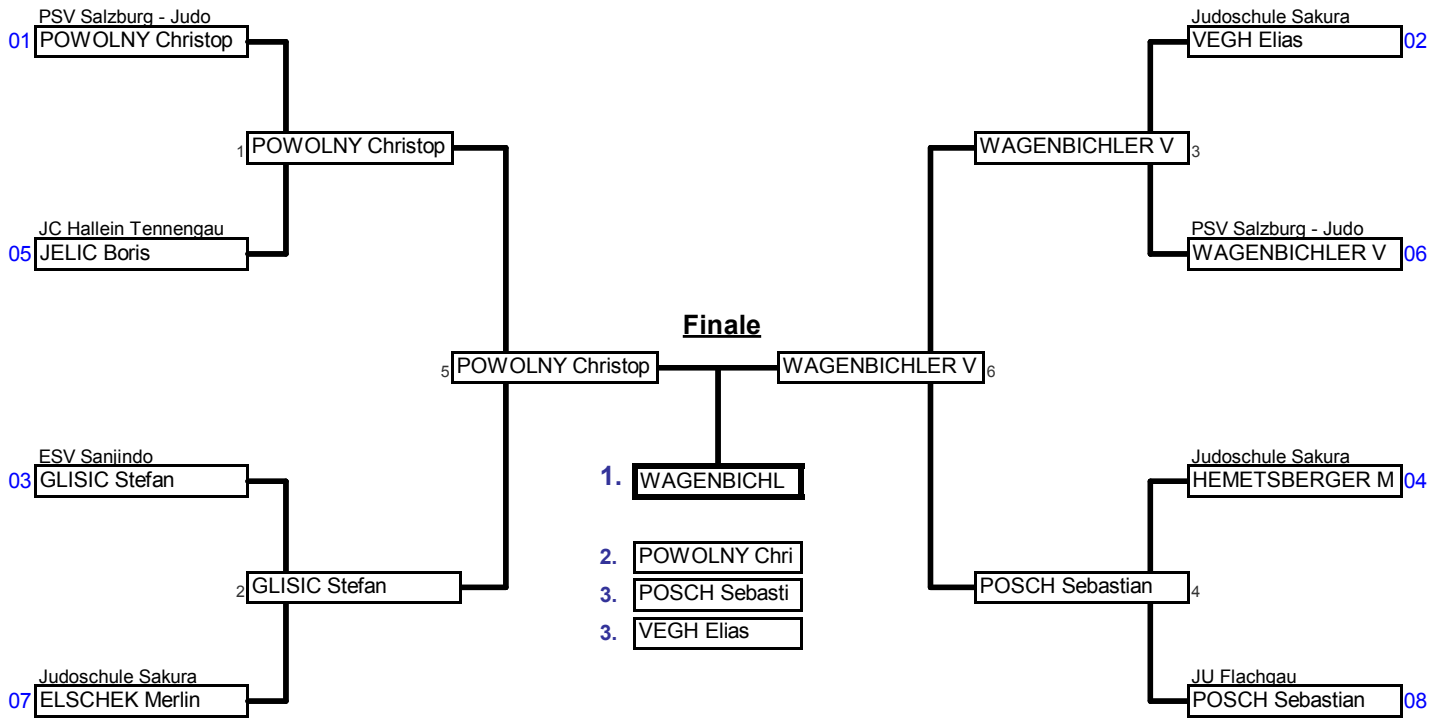 PSV Salzburg - Judo
01 POWOLNY Christop
Judoschule Sakura
VEGH Elias 02
1 POWOLNY Christop
WAGENBICHLER V 3
JC Hallein Tennengau
05 JELIC Boris
PSV Salzburg - Judo
WAGENBICHLER V 06
Finale
5 POWOLNY Christop
WAGENBICHLER V 6
ESV Sanjindo
03 GLISIC Stefan
1. WAGENBICHL
Judoschule Sakura
HEMETSBERGER M 04
2. POWOLNY Chri
2 GLISIC Stefan
3. POSCH Sebasti
POSCH Sebastian 4
3. VEGH Elias
Judoschule Sakura
07 ELSCHEK Merlin
JU Flachgau
POSCH Sebastian 08